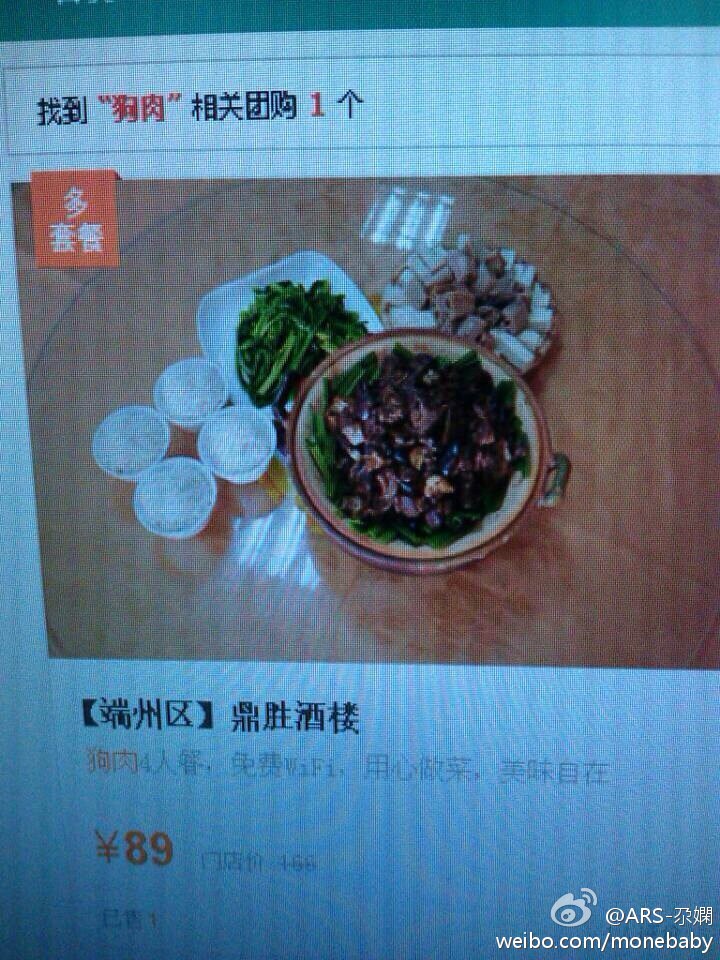 找到“狗肉”相关团购 1 个
多
套餐
【端州区】鼎胜酒楼
狗肉4人餐，免费WiFi，用心做菜，美味自在
¥89 门店价 168
已售 1
@ARS-尕嫻
weibo.com/monebaby